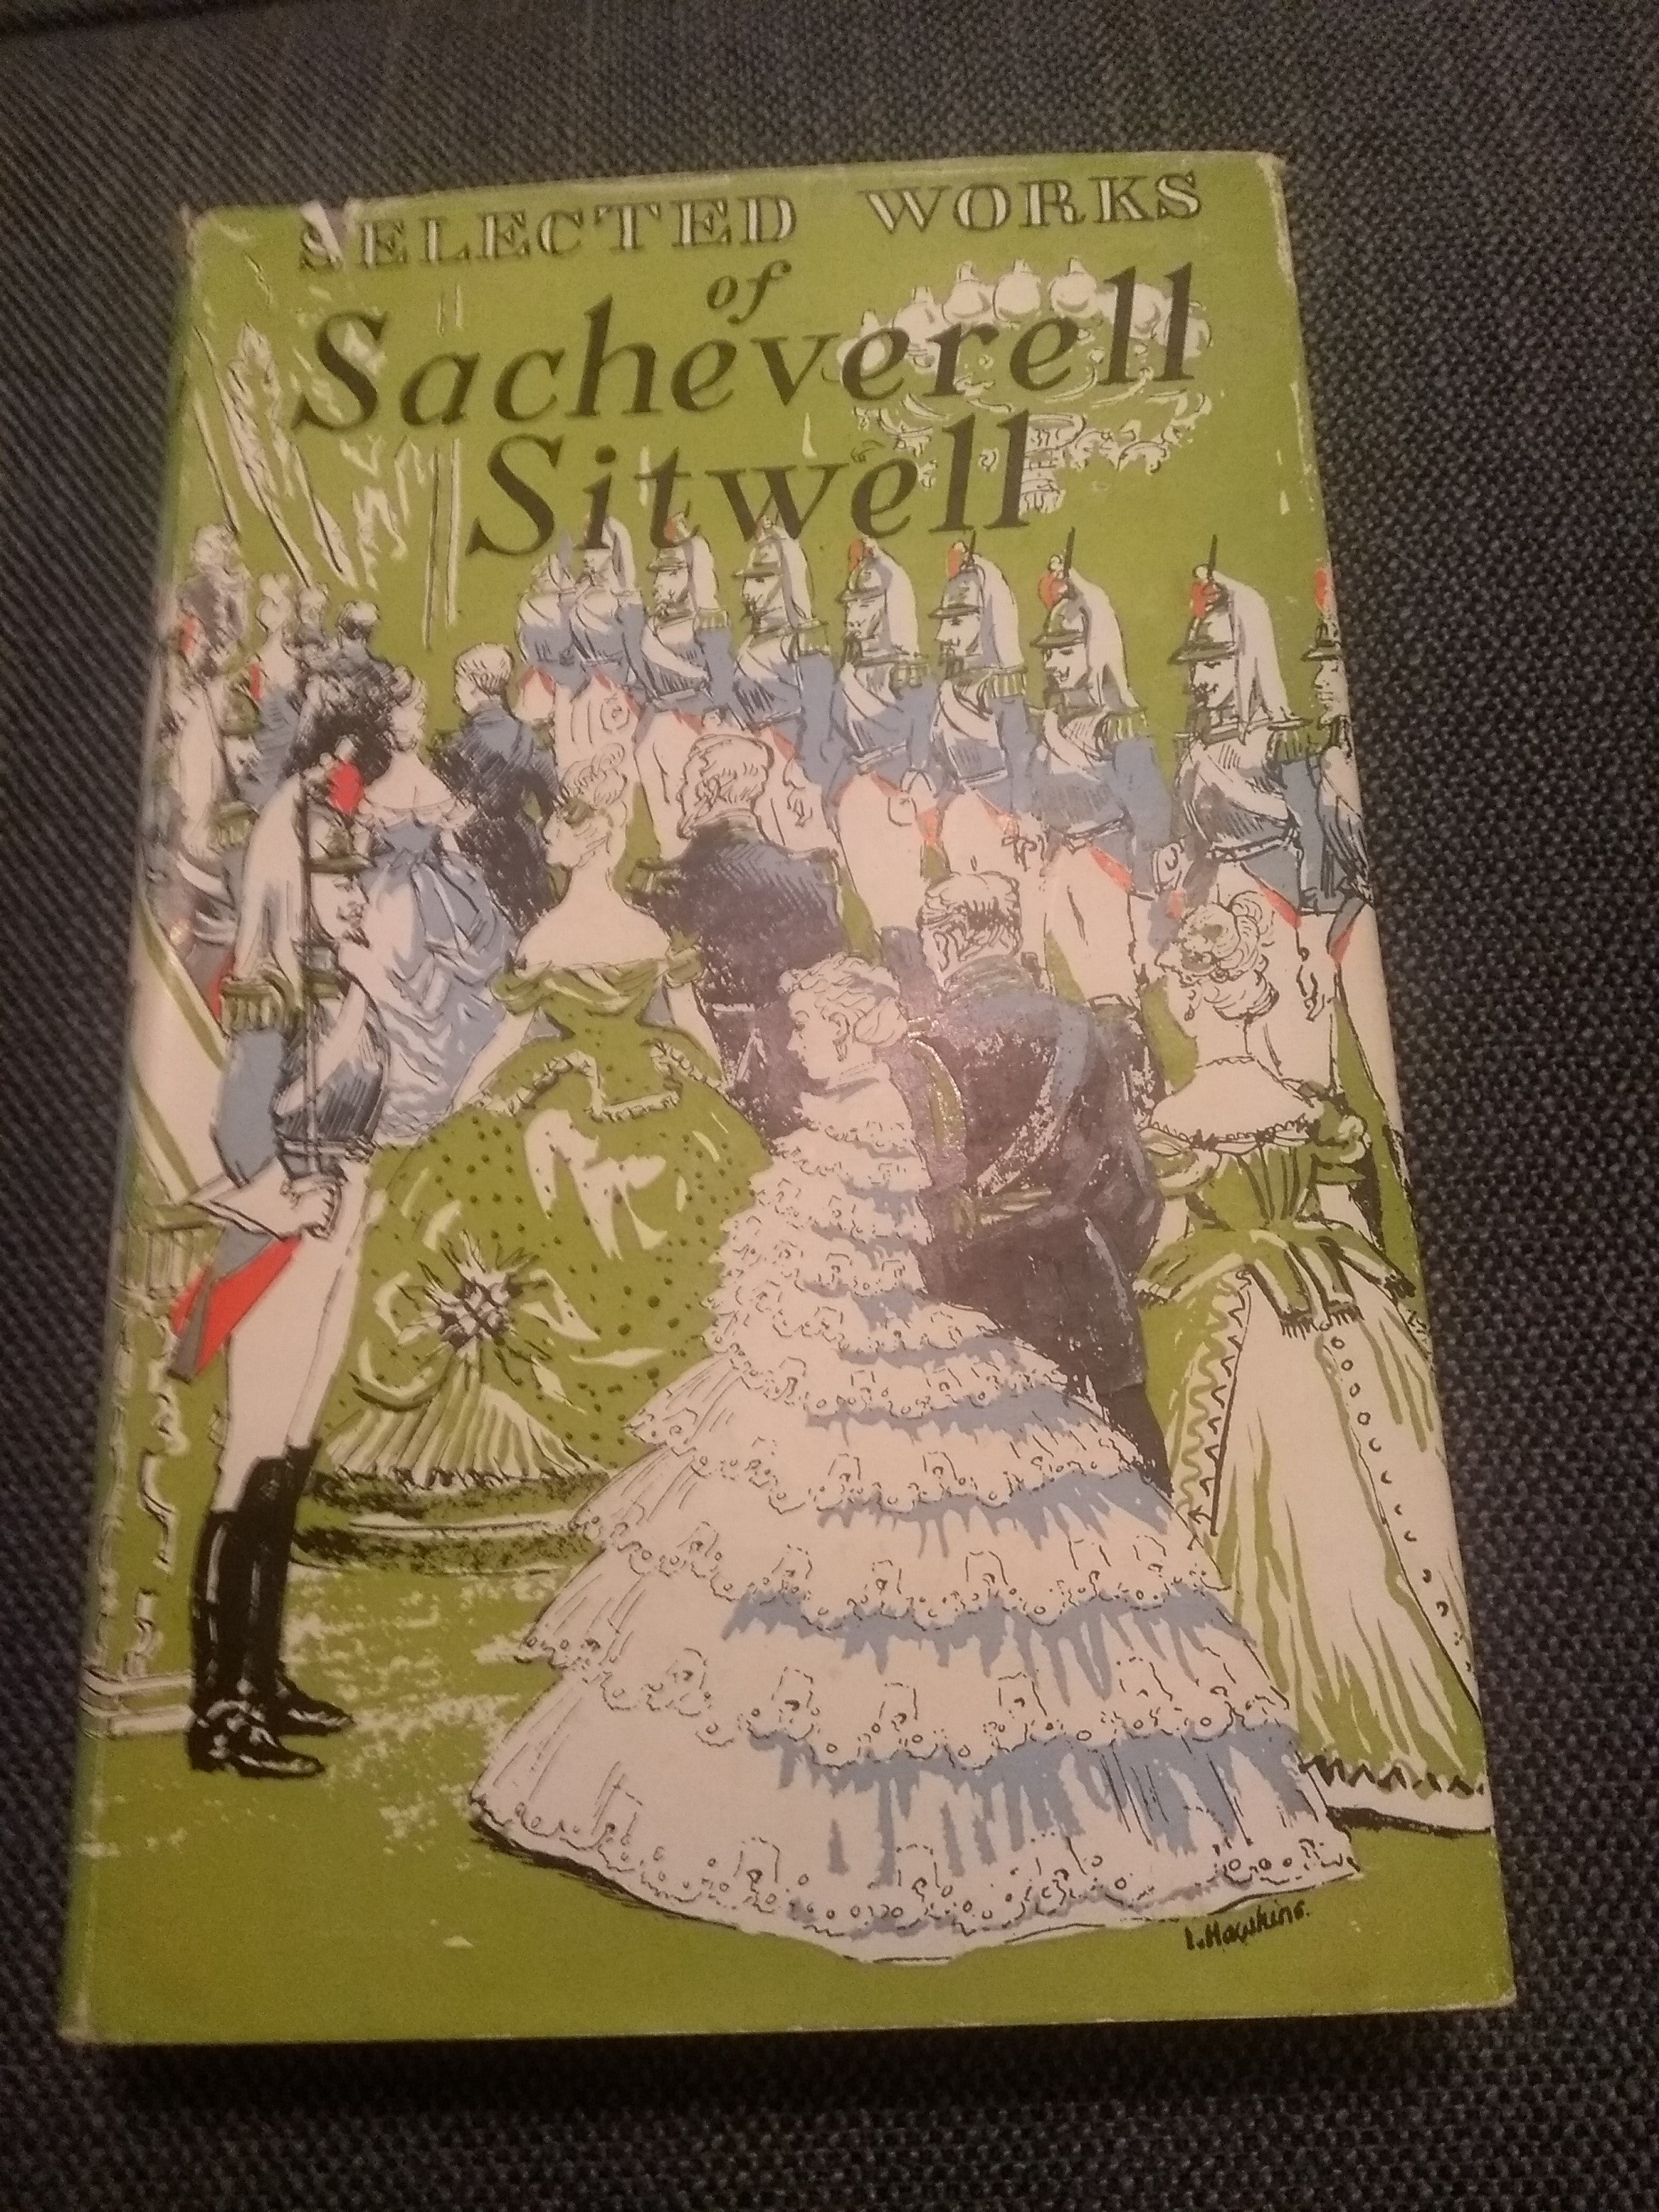 SELECTED WORKS
of
Sacheverell
Sitwell
I. Hawkins.